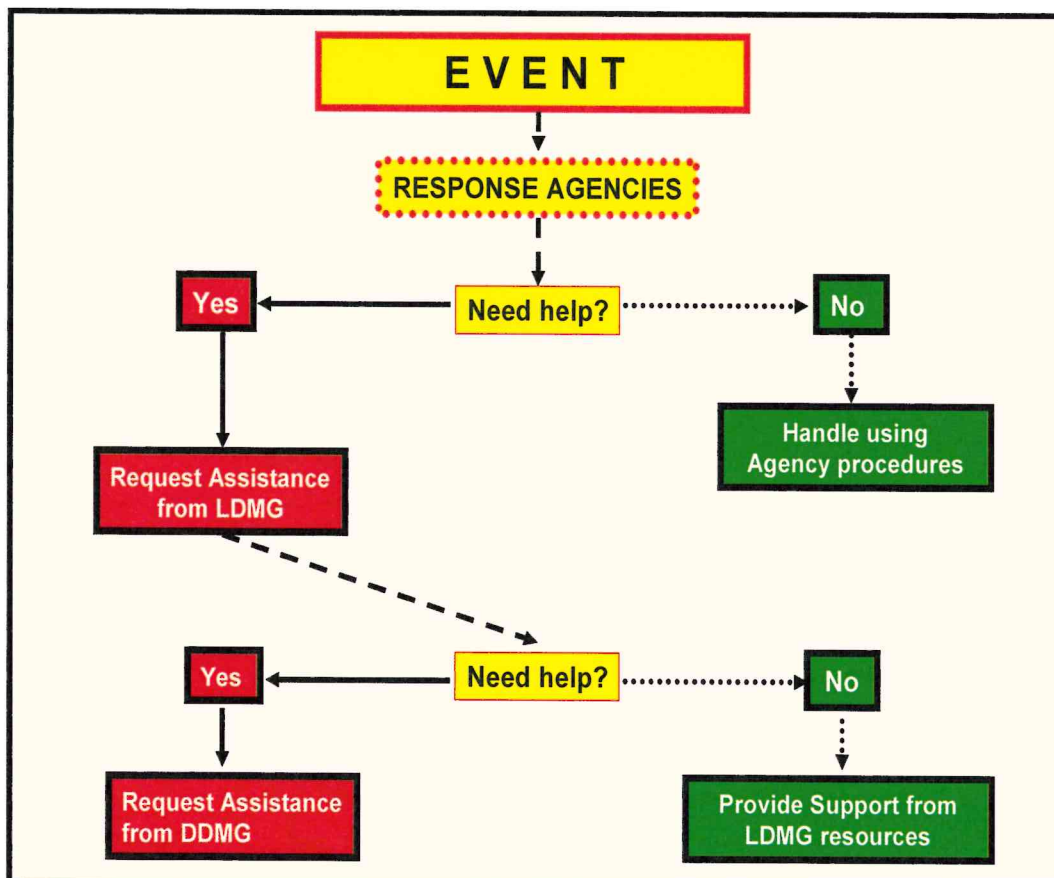 EVENT
RESPONSE AGENCIES
Yes
Need help?
No
Handle using
Agency procedures
Request Assistance
from LDMG
Yes
Need help?
No
Request Assistance
from DDMG
Provide Support from
LDMG resources